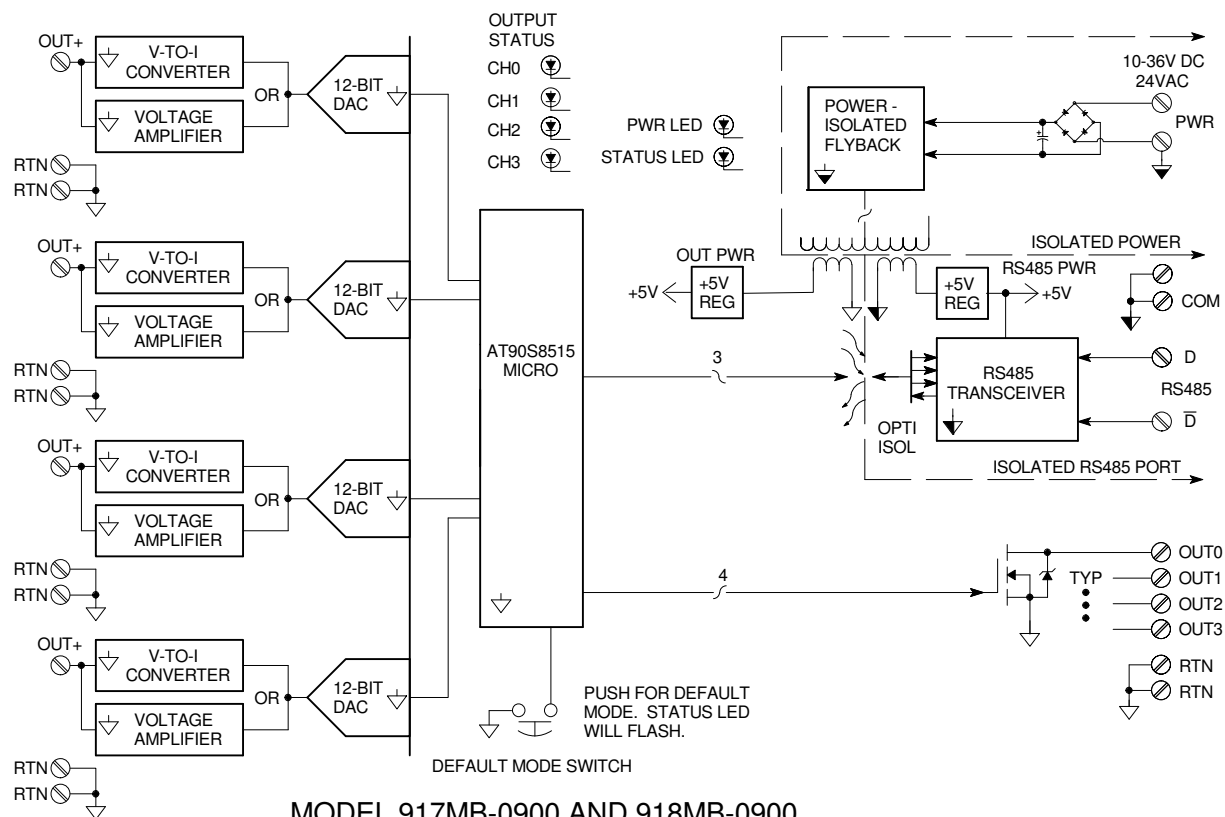 OUT+
V-TO-I
CONVERTER
VOLTAGE
AMPLIFIER
OR
12-BIT
DAC
RTN
RTN
OUT+
V-TO-I
CONVERTER
VOLTAGE
AMPLIFIER
OR
12-BIT
DAC
RTN
RTN
OUT+
V-TO-I
CONVERTER
VOLTAGE
AMPLIFIER
OR
12-BIT
DAC
RTN
RTN
OUT+
V-TO-I
CONVERTER
VOLTAGE
AMPLIFIER
OR
12-BIT
DAC
RTN
RTN
OUTPUT
STATUS
CH0
CH1
CH2
CH3
PWR LED
STATUS LED
AT90S8515
MICRO
PUSH FOR DEFAULT
MODE. STATUS LED
WILL FLASH.
DEFAULT MODE SWITCH
10-36V DC
24VAC
PWR
POWER -
ISOLATED
FLYBACK
+
ISOLATED POWER
OUT PWR
+5V
+5V
REG
+5V
REG
RS485 PWR
+5V
COM
3
OPTI
ISOL
RS485
TRANSCEIVER
D
RS485
D̅
ISOLATED RS485 PORT
4
TYP
OUT0
OUT1
OUT2
OUT3
RTN
RTN
MODEL 917MB-0900 AND 918MB-0900